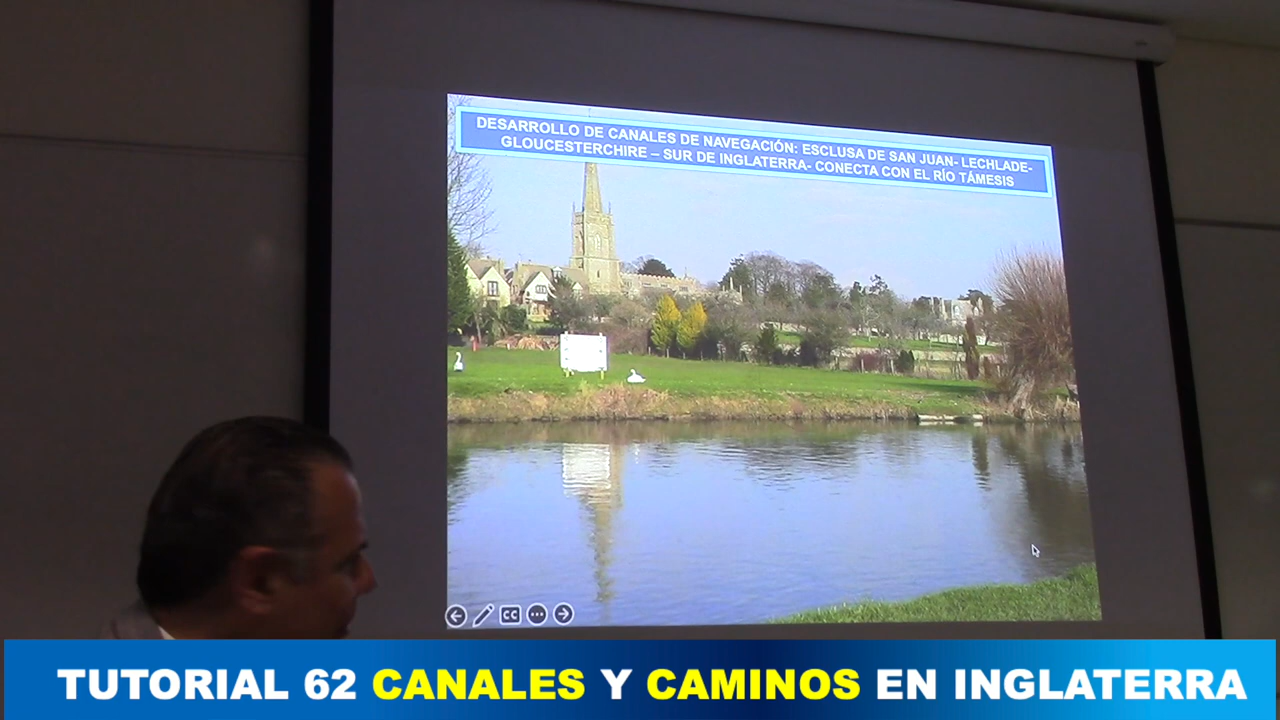 DESARROLLO DE CANALES DE NAVEGACIÓN: ESCLUSA DE SAN JUAN- LECHLADE-
GLOUCESTERCHIRE – SUR DE INGLATERRA- CONECTA CON EL RÍO TÁMESIS
CC
TUTORIAL 62 CANALES Y CAMINOS EN INGLATERRA